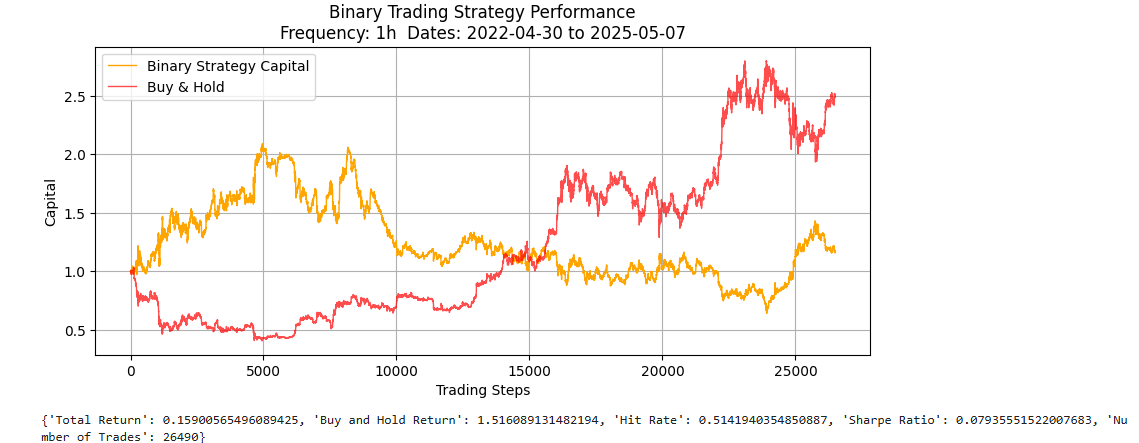 Binary Trading Strategy Performance
Frequency: 1h  Dates: 2022-04-30 to 2025-05-07
Binary Strategy Capital
Buy & Hold
2.5
2.0
1.5
1.0
0.5
Capital
0
5000
10000
15000
20000
25000
Trading Steps
{'Total Return': 0.15900565496089425, 'Buy and Hold Return': 1.516089131482194, 'Hit Rate': 0.5141940354850887, 'Sharpe Ratio': 0.07935551522007683, 'Nu
mber of Trades': 26490}